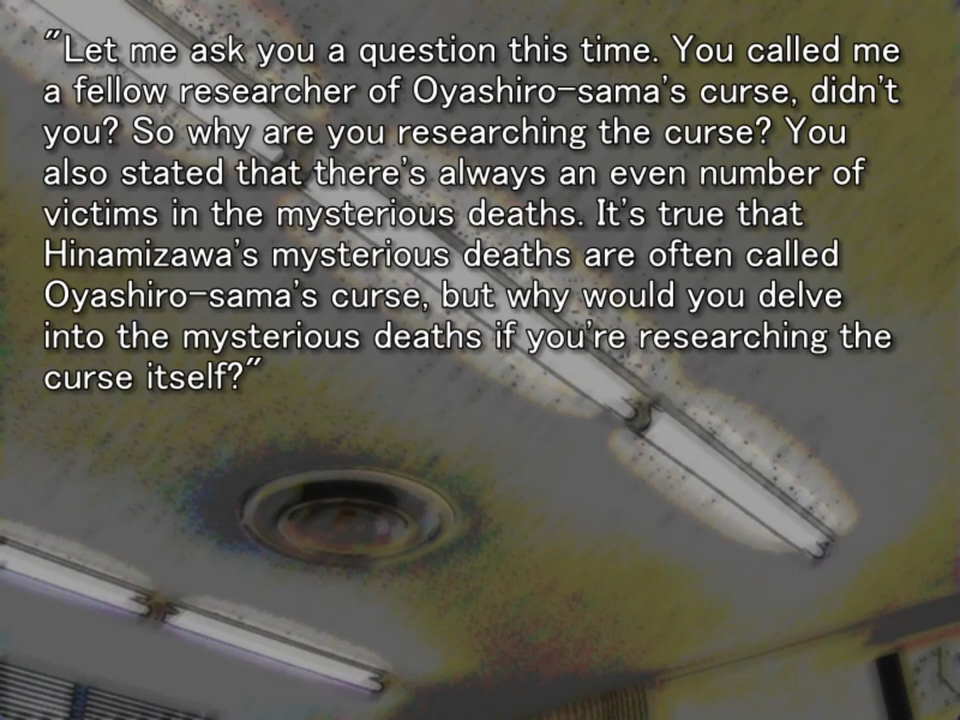 "Let me ask you a question this time. You called me
a fellow researcher of Oyashiro-sama's curse, didn't
you? So why are you researching the curse? You
also stated that there's always an even number of
victims in the mysterious deaths. It's true that
Hinamizawa's mysterious deaths are often called
Oyashiro-sama's curse, but why would you delve
into the mysterious deaths if you're researching the
curse itself?"